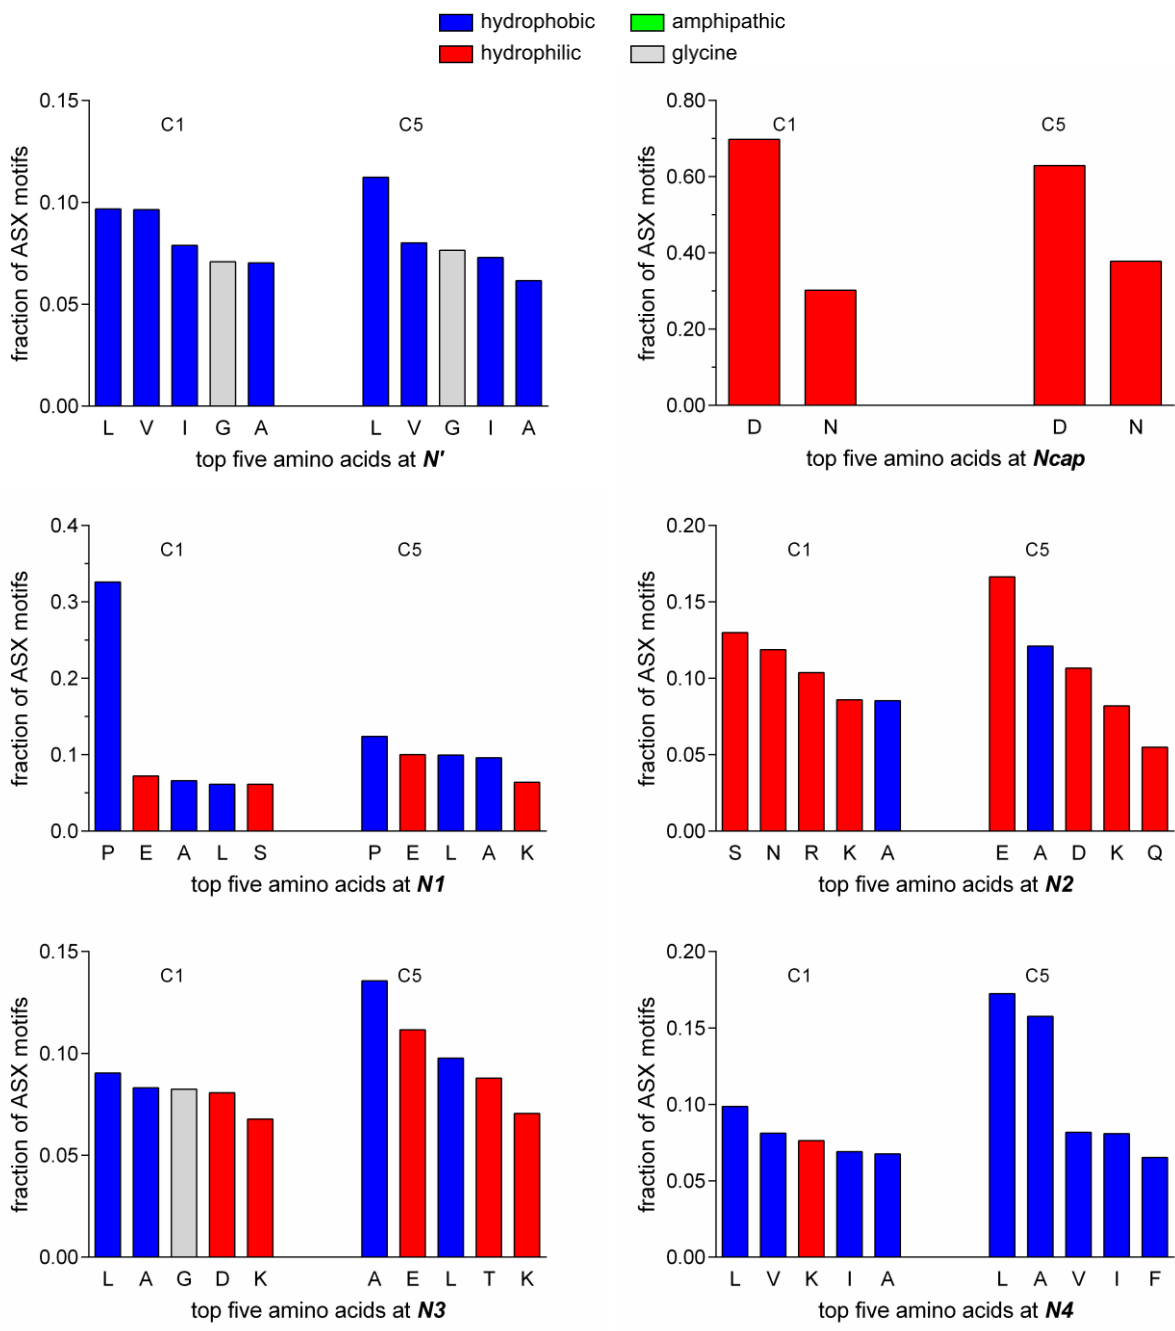 hydrophobic
amphipathic
hydrophilic
glycine
fraction of ASX motifs
0.15
0.10
0.05
0.00
C1
C5
L V I G A L V G I A
top five amino acids at N'
fraction of ASX motifs
0.80
0.60
0.40
0.20
0.00
C1
C5
D N D N
top five amino acids at Ncap
fraction of ASX motifs
0.4
0.3
0.2
0.1
0.0
C1
C5
P E A L S P E L A K
top five amino acids at N1
fraction of ASX motifs
0.20
0.15
0.10
0.05
0.00
C1
C5
S N R K A E A D K Q
top five amino acids at N2
fraction of ASX motifs
0.15
0.10
0.05
0.00
C1
C5
L A G D K A E L T K
top five amino acids at N3
fraction of ASX motifs
0.20
0.15
0.10
0.05
0.00
C1
C5
L V K I A L A V I F
top five amino acids at N4